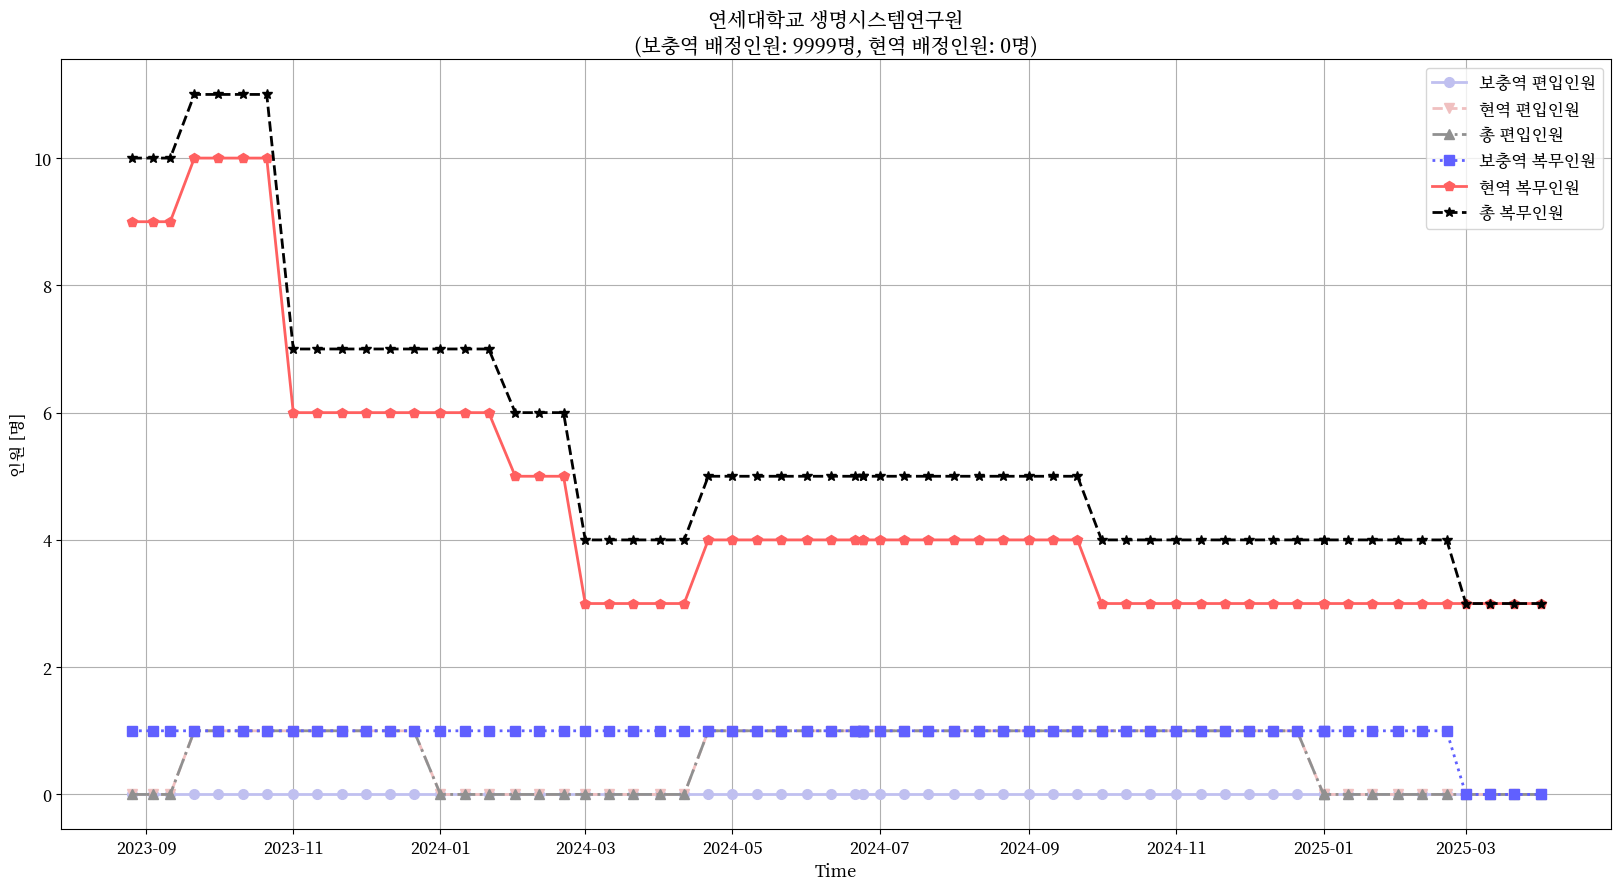 연세대학교 생명시스템연구원
(보충역 배정인원: 9999명, 현역 배정인원: 0명)
보충역 편입인원
현역 편입인원
총 편입인원
보충역 복무인원
현역 복무인원
총 복무인원
10
8
6
4
2
0
인원 [명]
2023-09
2023-11
2024-01
2024-03
2024-05
2024-07
2024-09
2024-11
2025-01
2025-03
Time